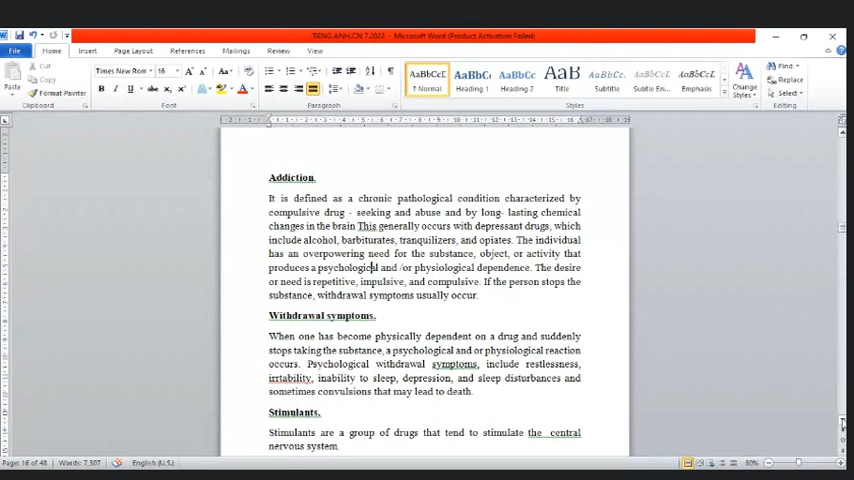 TIENG.ANH.CN 7.2022 - Microsoft Word (Product Activation Failed)
File Home Insert Page Layout References Mailings Review View
Paste Cut Copy Format Painter
Clipboard
Times New Rom 16
Font
Paragraph
AaBbCcI AaBbC AaBbCc AaB AaBbCc. AaBbCcL AaBbCcL
¶ Normal Heading 1 Heading 2 Title Subtitle Subtle Em... Emphasis
Change Styles
Styles
Find
Replace
Select
Editing
Addiction.
It is defined as a chronic pathological condition characterized by
compulsive drug - seeking and abuse and by long- lasting chemical
changes in the brain This generally occurs with depressant drugs, which
include alcohol, barbiturates, tranquilizers, and opiates. The individual
has an overpowering need for the substance, object, or activity that
produces a psychological and /or physiological dependence. The desire
or need is repetitive, impulsive, and compulsive. If the person stops the
substance, withdrawal symptoms usually occur.
Withdrawal symptoms.
When one has become physically dependent on a drug and suddenly
stops taking the substance, a psychological and or physiological reaction
occurs. Psychological withdrawal symptoms, include restlessness,
irrtability, inability to sleep, depression, and sleep disturbances and
sometimes convulsions that may lead to death.
Stimulants.
Stimulants are a group of drugs that tend to stimulate the central
nervous system.
Page: 16 of 48 Words: 7,307 English (U.S.) 80%